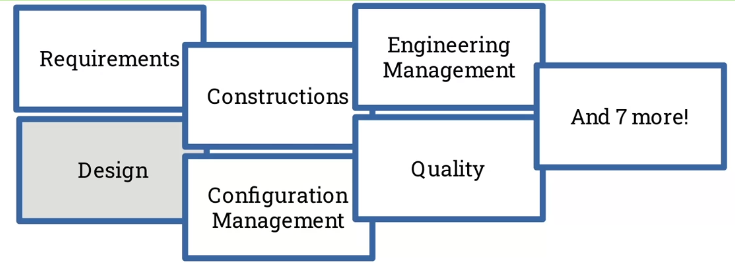 Requirements
Design
Constructions
Configuration
Management
Engineering
Management
Quality
And 7 more!